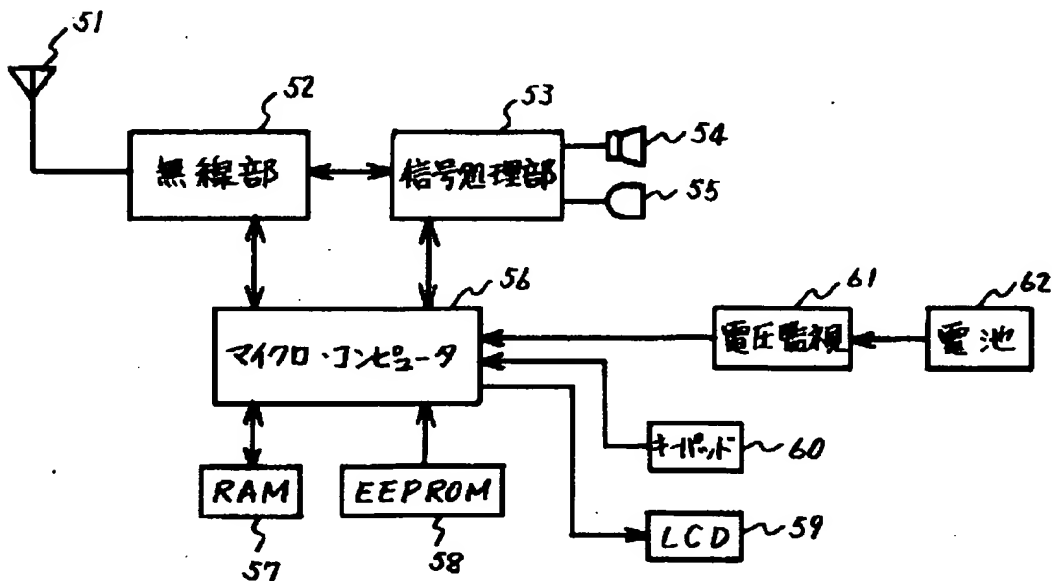 51
52
53
54
無線部
信号処理部
55
56
61
62
マイクロ・コンピュータ
電圧監視
電池
キーパッド
60
RAM
EEPROM
LCD
59
57
58